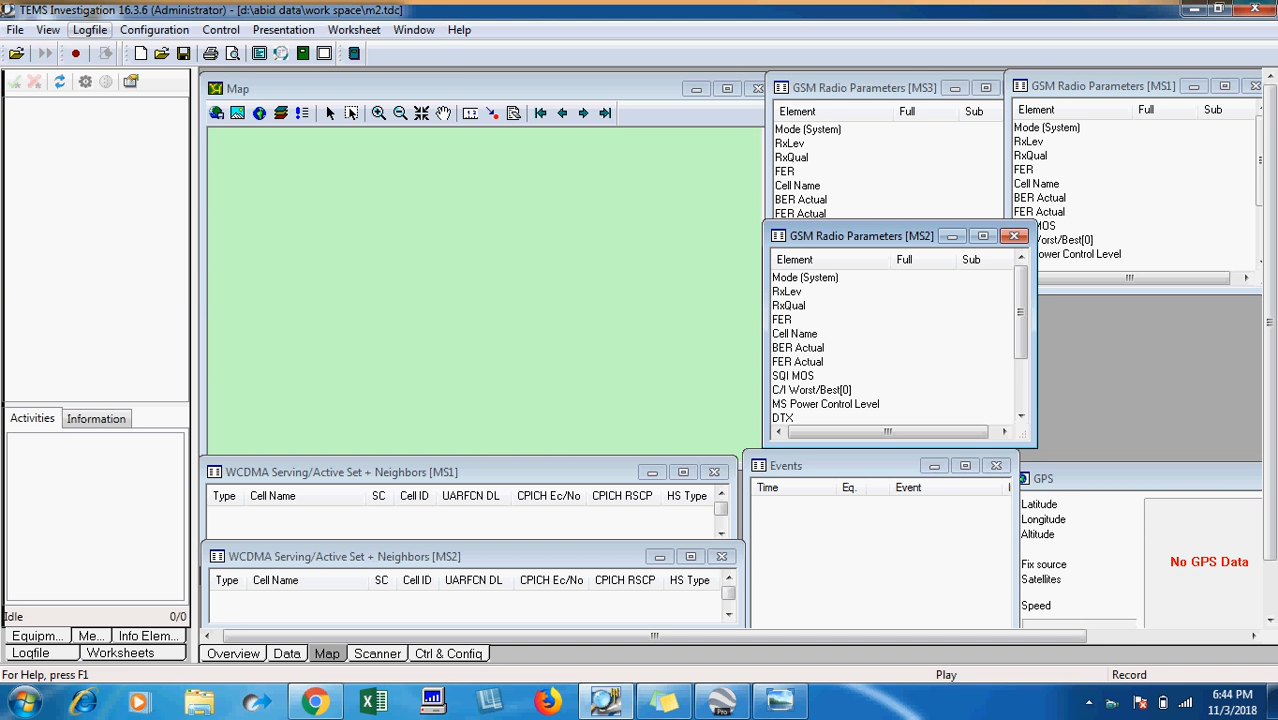 TEMS Investigation 16.3.6 (Administrator) - [d:\abid data\work space\m2.tdc]
File View Logfile Configuration Control Presentation Worksheet Window Help
Activities Information
Idle 0/0
Equipm... Me... Info Elem...
Logfile Worksheets
Map
GSM Radio Parameters [MS3]
Element Full Sub
Mode (System)
RxLev
RxQual
FER
Cell Name
BER Actual
FER Actual
GSM Radio Parameters [MS1]
Element Full Sub
Mode (System)
RxLev
RxQual
FER
Cell Name
BER Actual
FER Actual
MOS
Worst/Best[0]
Power Control Level
GSM Radio Parameters [MS2]
Element Full Sub
Mode (System)
RxLev
RxQual
FER
Cell Name
BER Actual
FER Actual
SQI MOS
C/I Worst/Best[0]
MS Power Control Level
DTX
WCDMA Serving/Active Set + Neighbors [MS1]
Type Cell Name SC Cell ID UARFCN DL CPICH Ec/No CPICH RSCP HS Type
WCDMA Serving/Active Set + Neighbors [MS2]
Type Cell Name SC Cell ID UARFCN DL CPICH Ec/No CPICH RSCP HS Type
Events
Time Eq. Event
GPS
Latitude
Longitude
Altitude
Fix source
Satellites
Speed
No GPS Data
Overview Data Map Scanner Ctrl & Config
For Help, press F1 Play Record
Pro
6:44 PM
11/3/2018